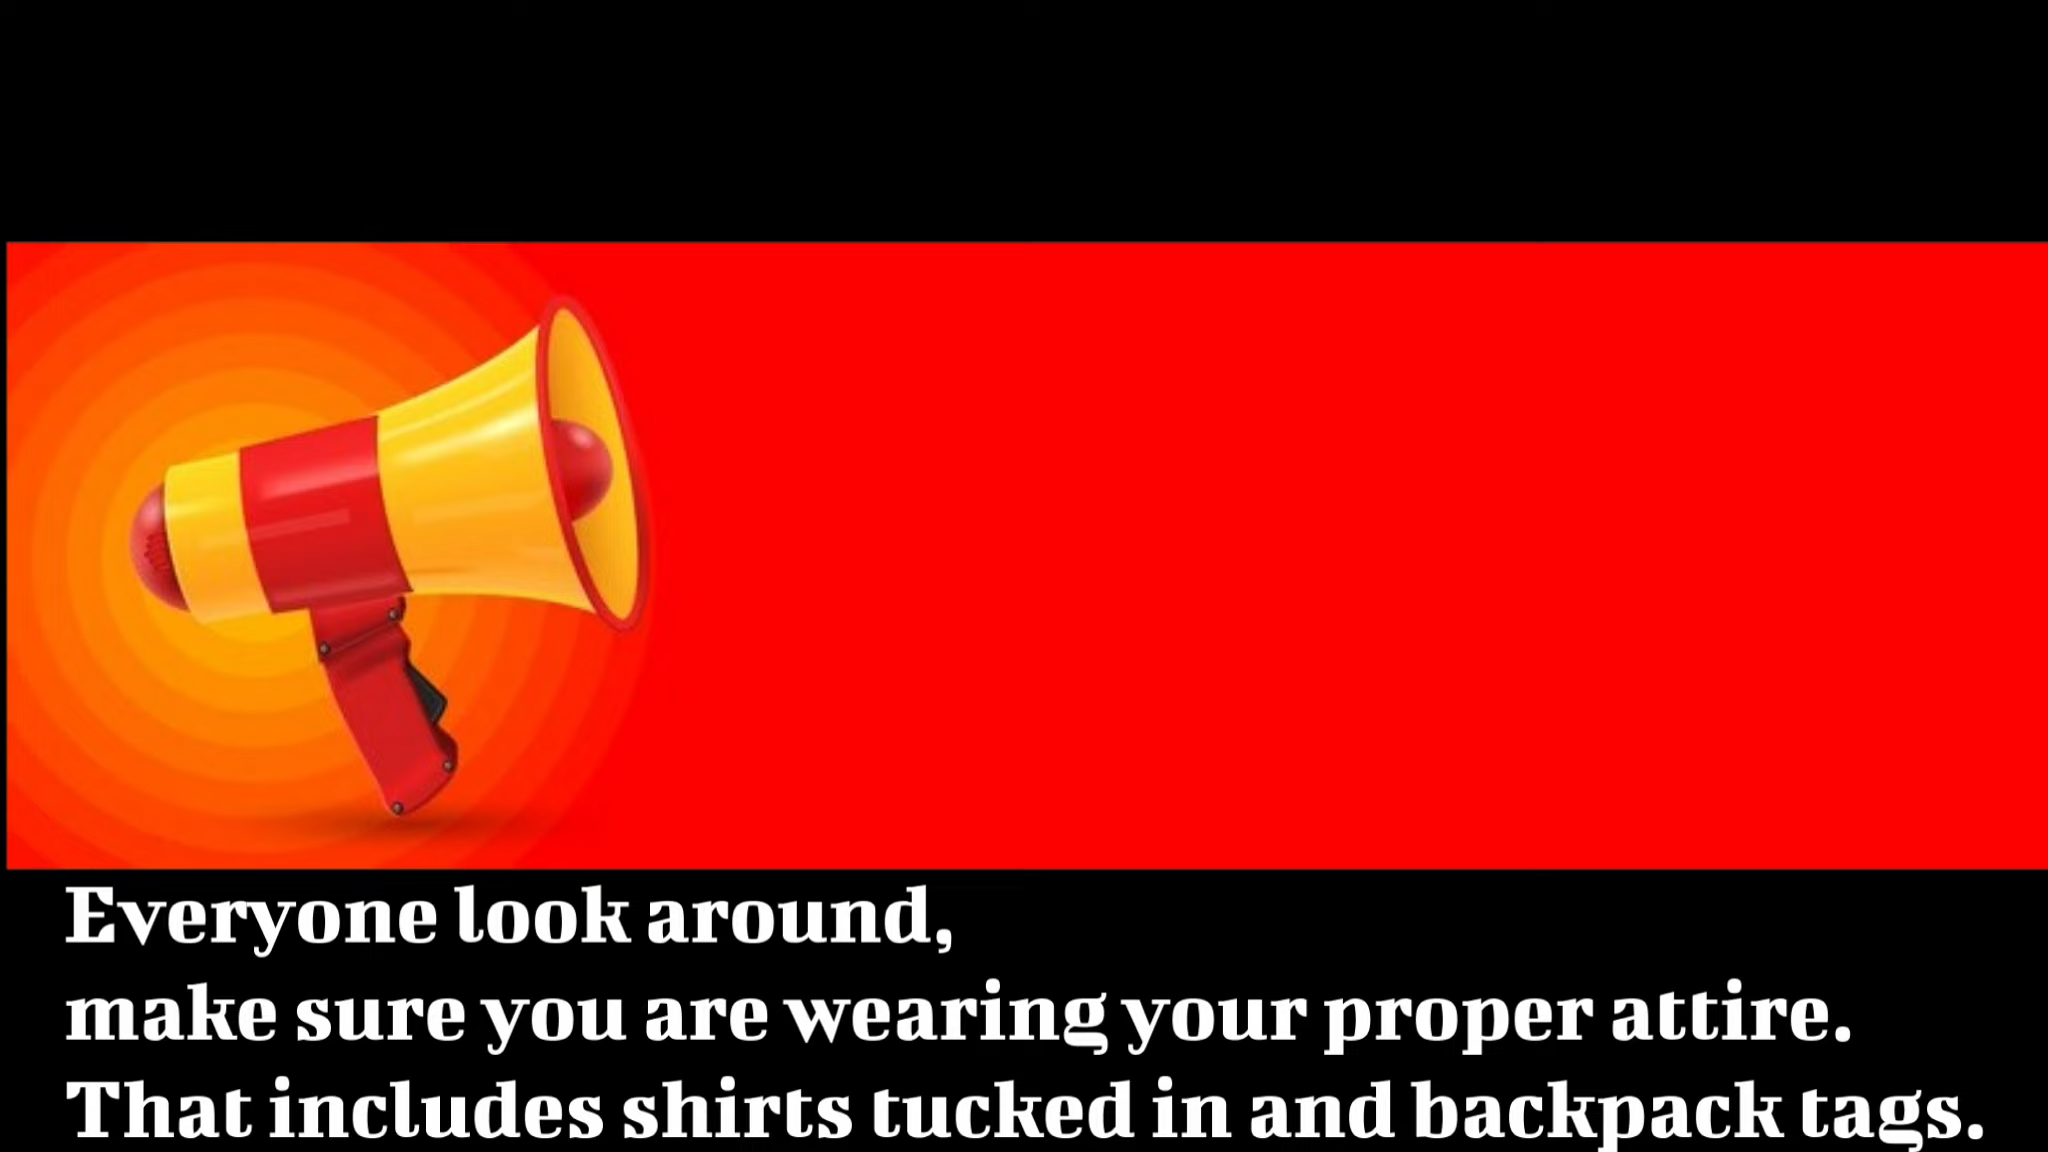 Everyone look around,
make sure you are wearing your proper attire.
That includes shirts tucked in and backpack tags.